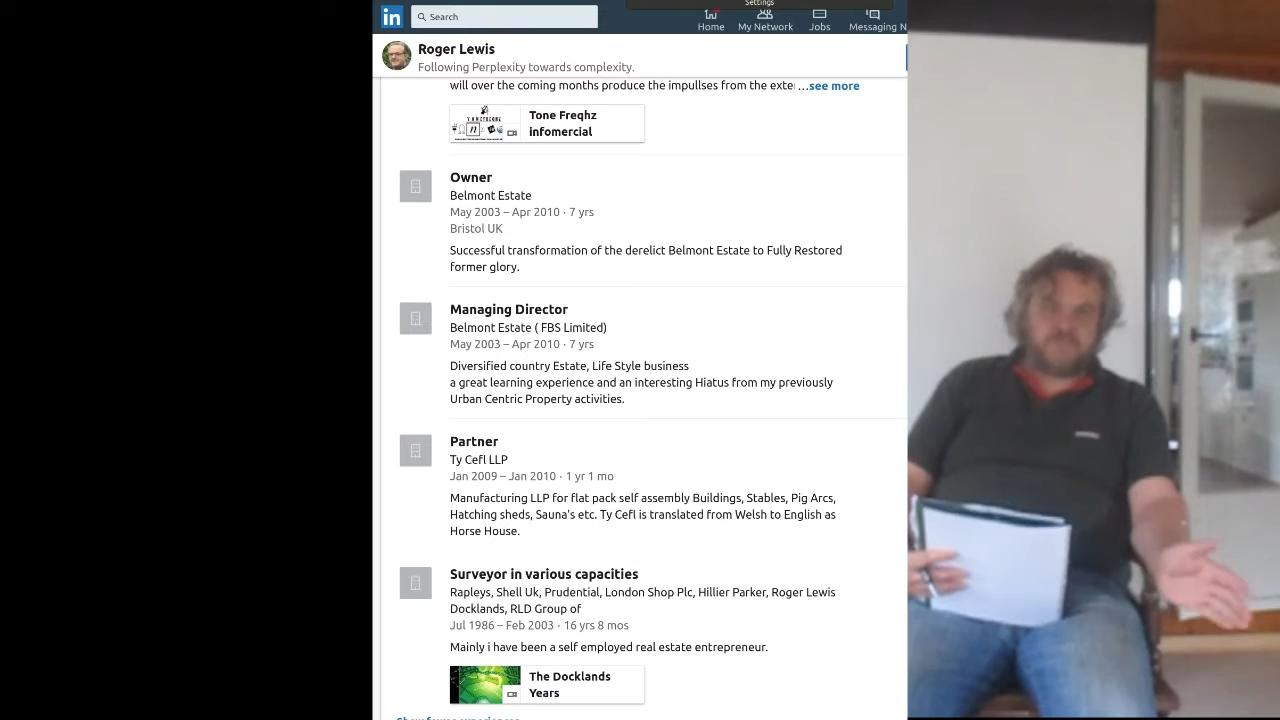 Settings
in
Search
Home
My Network
Jobs
Messaging
N
Roger Lewis
Following Perplexity towards complexity.
will over the coming months produce the impullses from the exte
...see more
TONEFREQHZ
Tone Freqhz
infomercial
Owner
Belmont Estate
May 2003 – Apr 2010 · 7 yrs
Bristol UK
Successful transformation of the derelict Belmont Estate to Fully Restored
former glory.
Managing Director
Belmont Estate ( FBS Limited)
May 2003 – Apr 2010 · 7 yrs
Diversified country Estate, Life Style business
a great learning experience and an interesting Hiatus from my previously
Urban Centric Property activities.
Partner
Ty Cefl LLP
Jan 2009 – Jan 2010 · 1 yr 1 mo
Manufacturing LLP for flat pack self assembly Buildings, Stables, Pig Arcs,
Hatching sheds, Sauna's etc. Ty Cefl is translated from Welsh to English as
Horse House.
Surveyor in various capacities
Rapleys, Shell Uk, Prudential, London Shop Plc, Hillier Parker, Roger Lewis
Docklands, RLD Group of
Jul 1986 – Feb 2003 · 16 yrs 8 mos
Mainly i have been a self employed real estate entrepreneur.
The Docklands
Years
Show fewer experiences